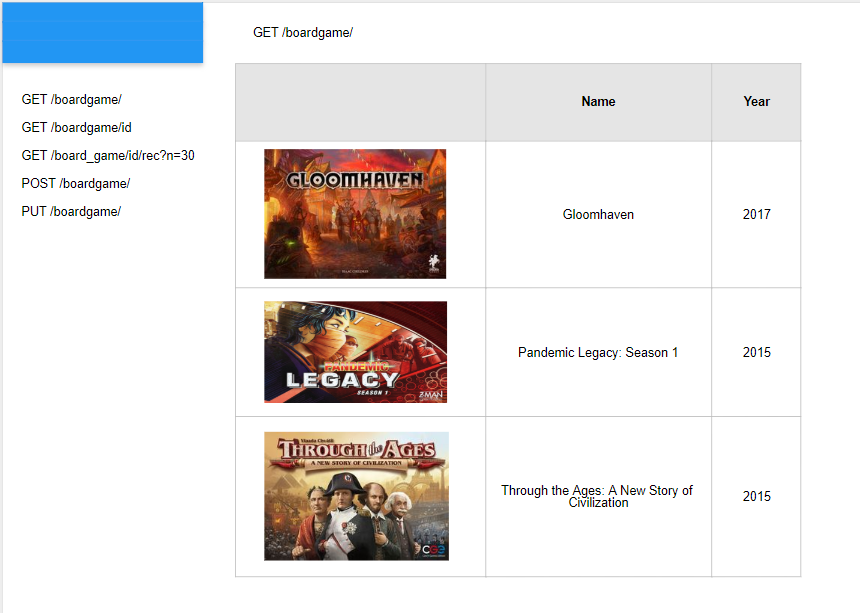 GET /boardgame/
GET /boardgame/
GET /boardgame/id
GET /board_game/id/rec?n=30
POST /boardgame/
PUT /boardgame/
Name
Year
GLOOMHAVEN
Gloomhaven
2017
PANDEMIC
LEGACY
SEASON 1
Z-MAN
Pandemic Legacy: Season 1
2015
Vlaada Chvátil
THROUGH the AGES
A NEW STORY OF CIVILIZATION
CGE
Through the Ages: A New Story of
Civilization
2015